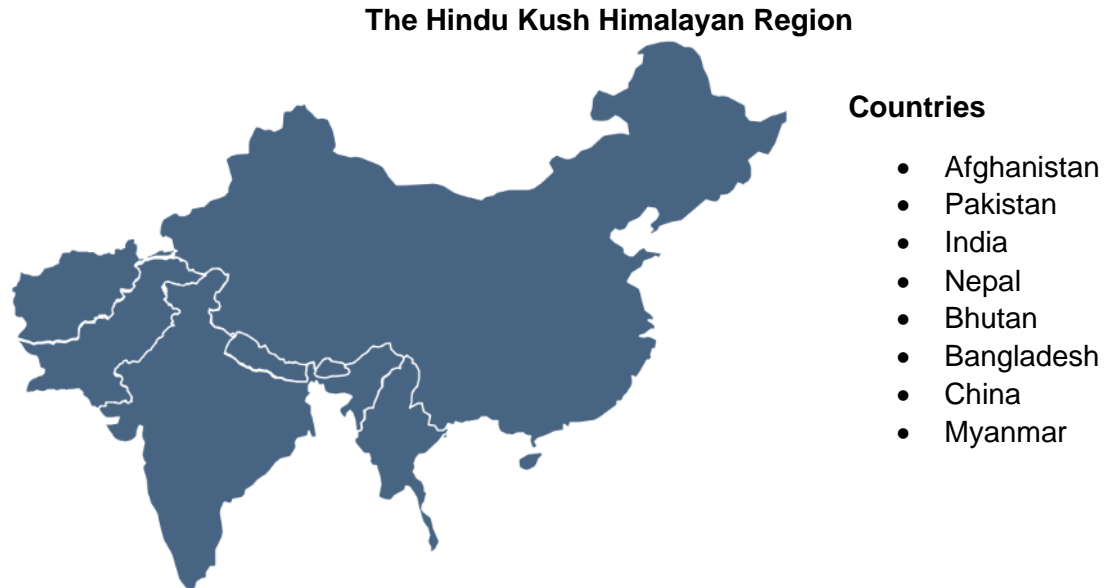 The Hindu Kush Himalayan Region
Countries
• Afghanistan
• Pakistan
• India
• Nepal
• Bhutan
• Bangladesh
• China
• Myanmar